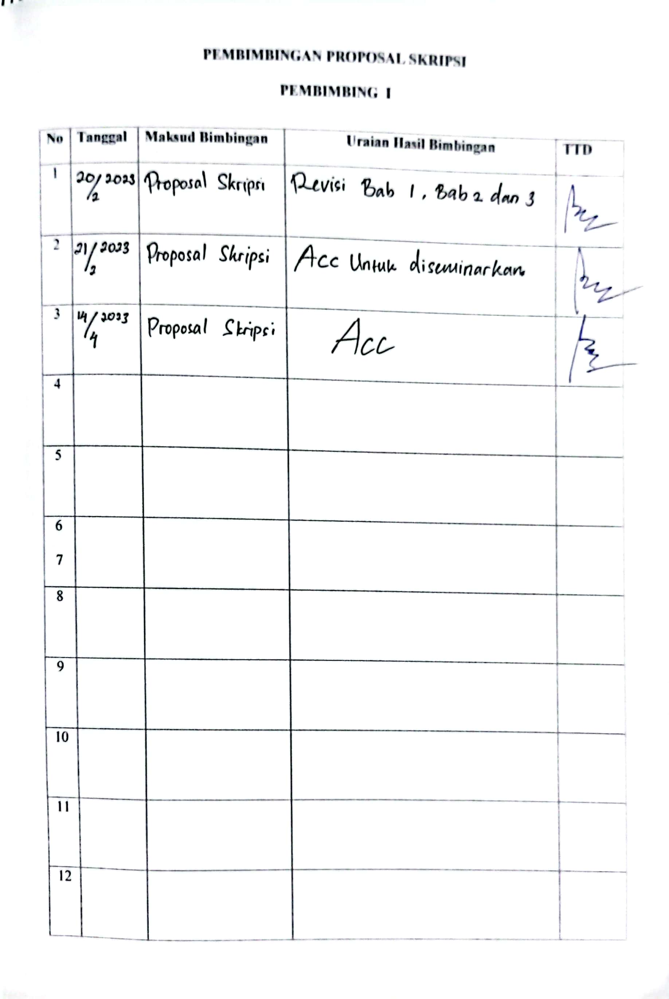 PEMBIMBINGAN PROPOSAL SKRIPSI
PEMBIMBING I
No Tanggal Maksud Bimbingan Uraian Hasil Bimbingan TTD
1 20/2 2023 Proposal Skripsi Revisi Bab 1, Bab 2 dan 3
2 21/2 2023 Proposal Skripsi Acc Untuk diseminarkan
3 14/4 2023 Proposal Skripsi Acc
4
5
6
7
8
9
10
11
12